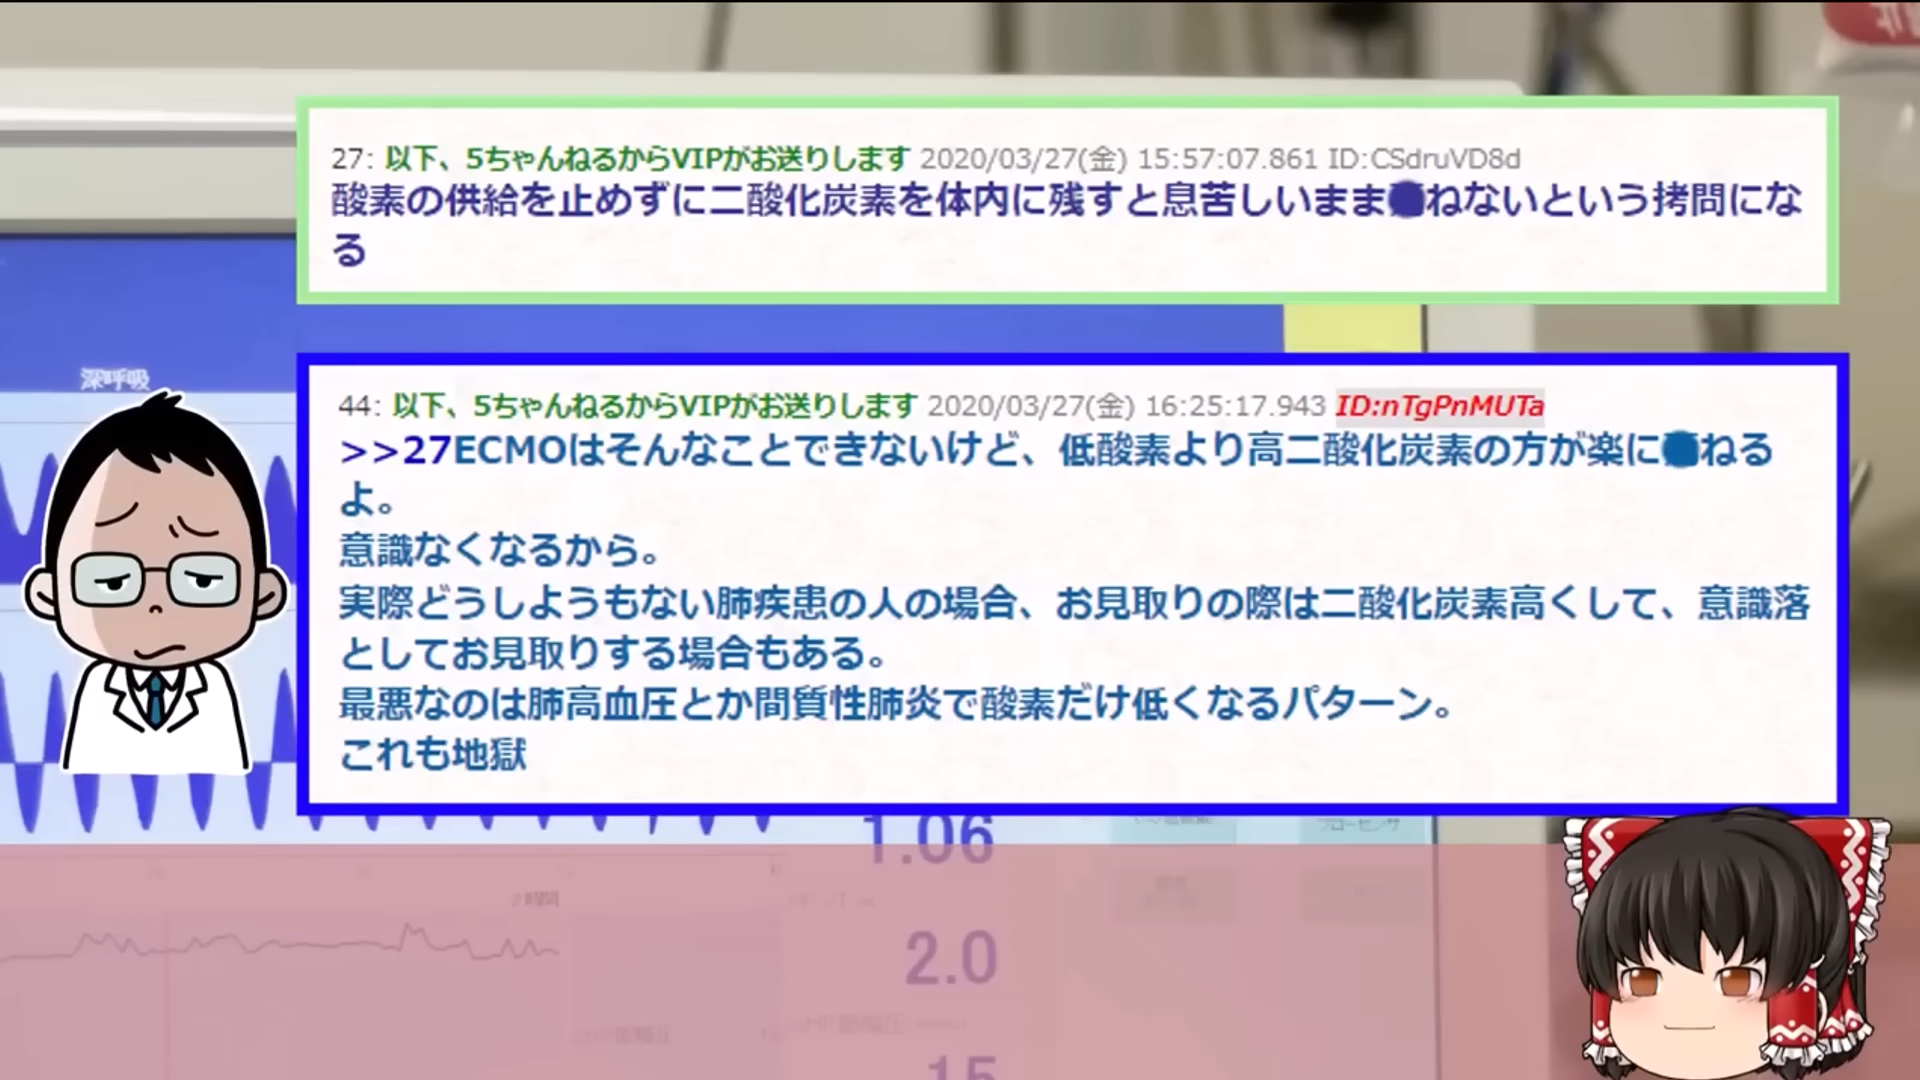 27: 以下、5ちゃんねるからVIPがお送りします 2020/03/27(金) 15:57:07.861 ID:CSdruVD8d
酸素の供給を止めずに二酸化炭素を体内に残すと息苦しいまま●ねないという拷問にな
る
深呼吸
44: 以下、5ちゃんねるからVIPがお送りします 2020/03/27(金) 16:25:17.943 ID:nTgPnMUTa
>>27ECMOはそんなことできないけど、低酸素より高二酸化炭素の方が楽に●ねる
よ。
意識なくなるから。
実際どうしようもない肺疾患の人の場合、お見取りの際は二酸化炭素高くして、意識落
としてお見取りする場合もある。
最悪なのは肺高血圧とか間質性肺炎で酸素だけ低くなるパターン。
これも地獄
1.06
2.0
15